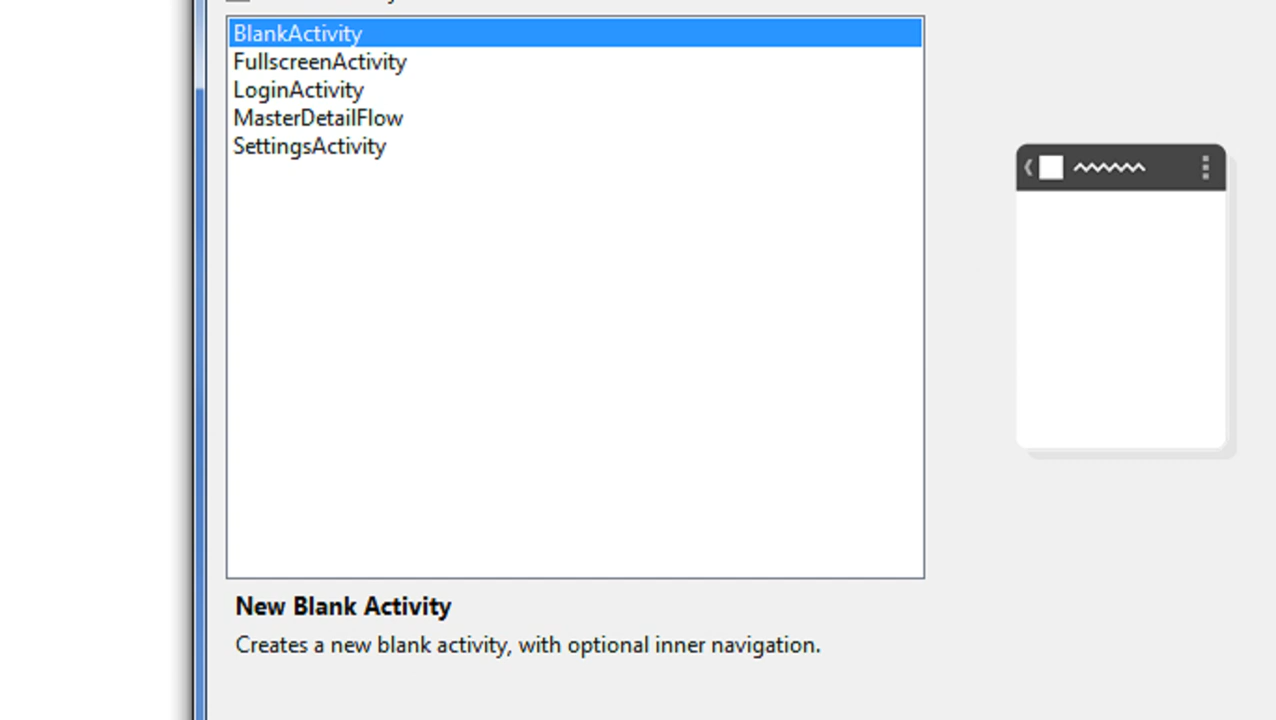 BlankActivity
FullscreenActivity
LoginActivity
MasterDetailFlow
SettingsActivity
New Blank Activity
Creates a new blank activity, with optional inner navigation.